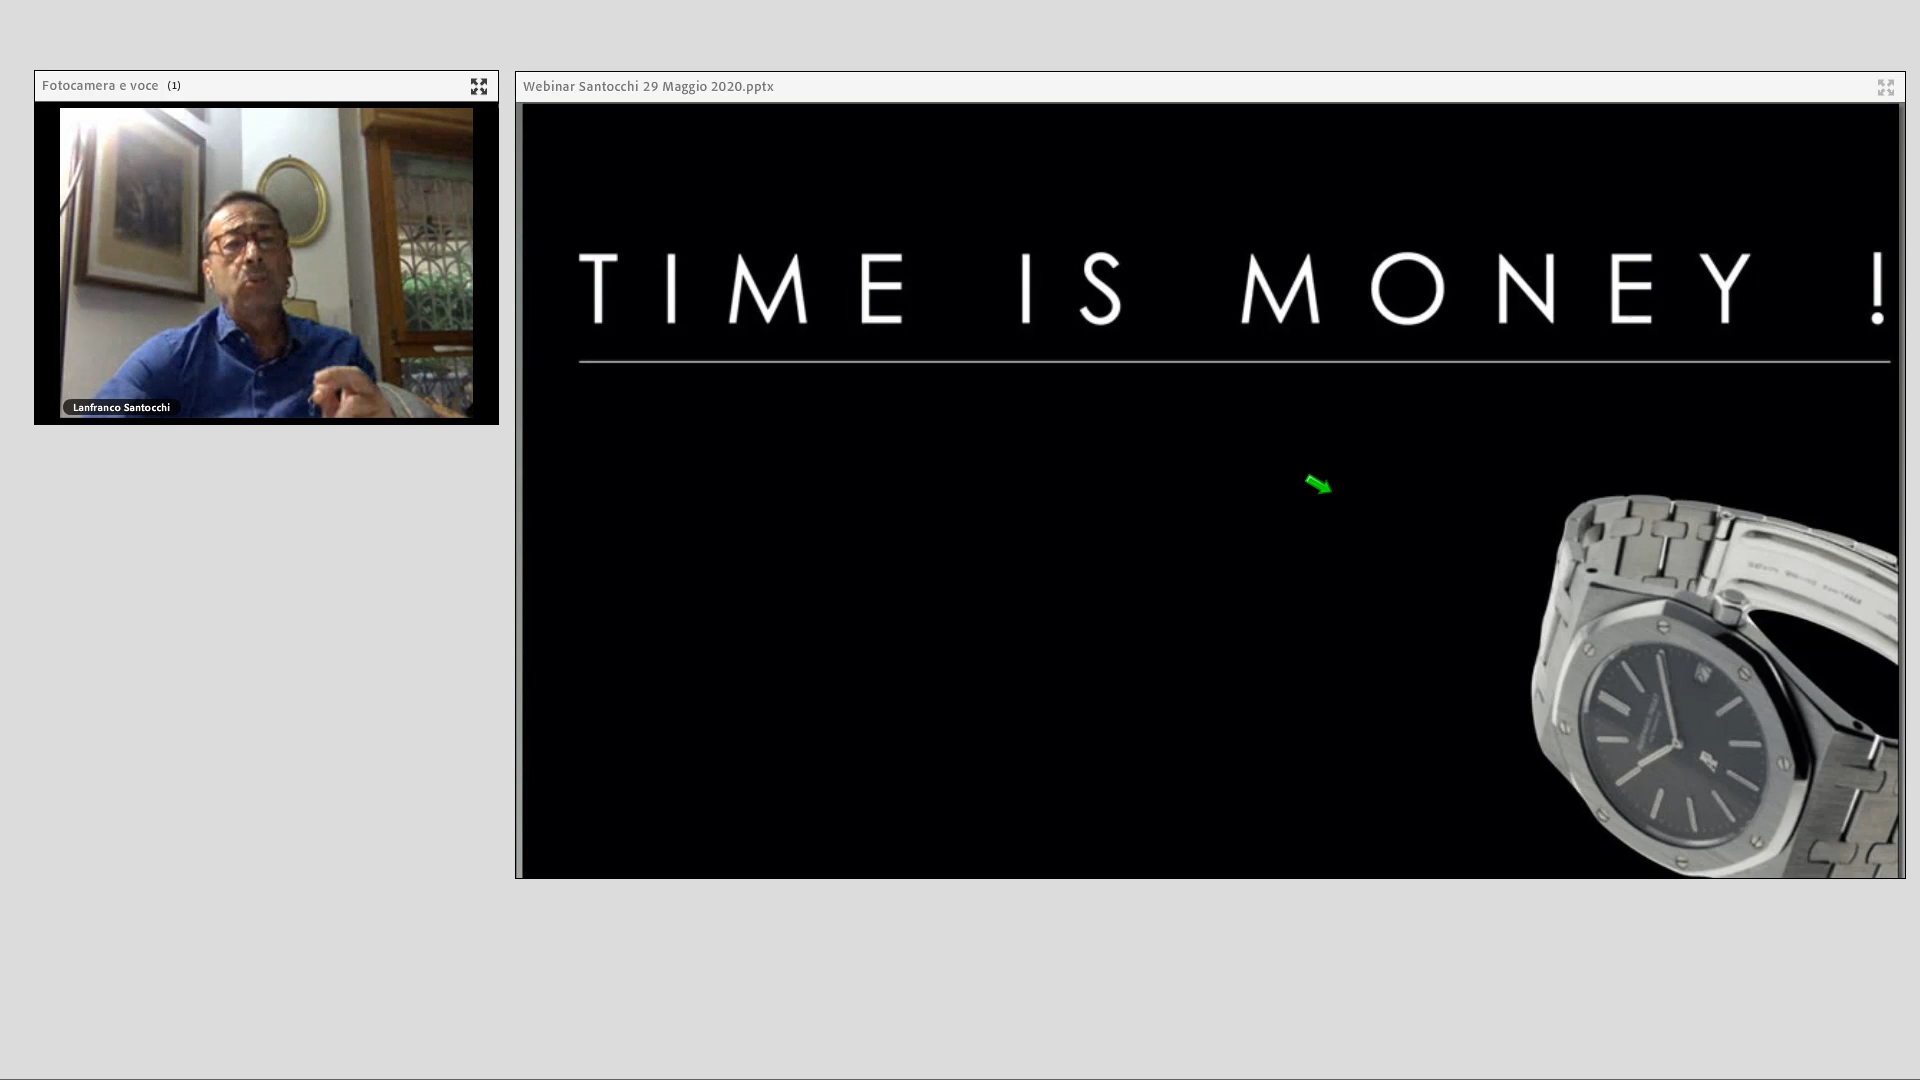 Fotocamera e voce (1)
Lanfranco Santocchi
Webinar Santocchi 29 Maggio 2020.pptx
TIME IS MONEY !